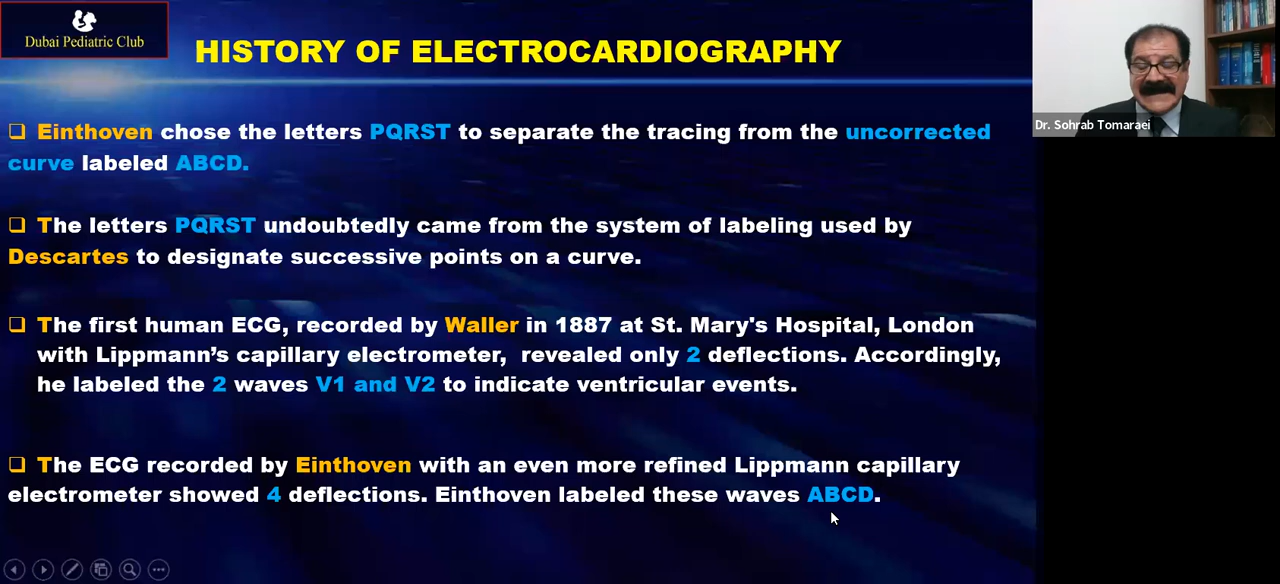 Dubai Pediatric Club
HISTORY OF ELECTROCARDIOGRAPHY
❑ Einthoven chose the letters PQRST to separate the tracing from the uncorrected
curve labeled ABCD.
❑ The letters PQRST undoubtedly came from the system of labeling used by
Descartes to designate successive points on a curve.
❑ The first human ECG, recorded by Waller in 1887 at St. Mary's Hospital, London
with Lippmann’s capillary electrometer, revealed only 2 deflections. Accordingly,
he labeled the 2 waves V1 and V2 to indicate ventricular events.
❑ The ECG recorded by Einthoven with an even more refined Lippmann capillary
electrometer showed 4 deflections. Einthoven labeled these waves ABCD.
Dr. Sohrab Tomaraei